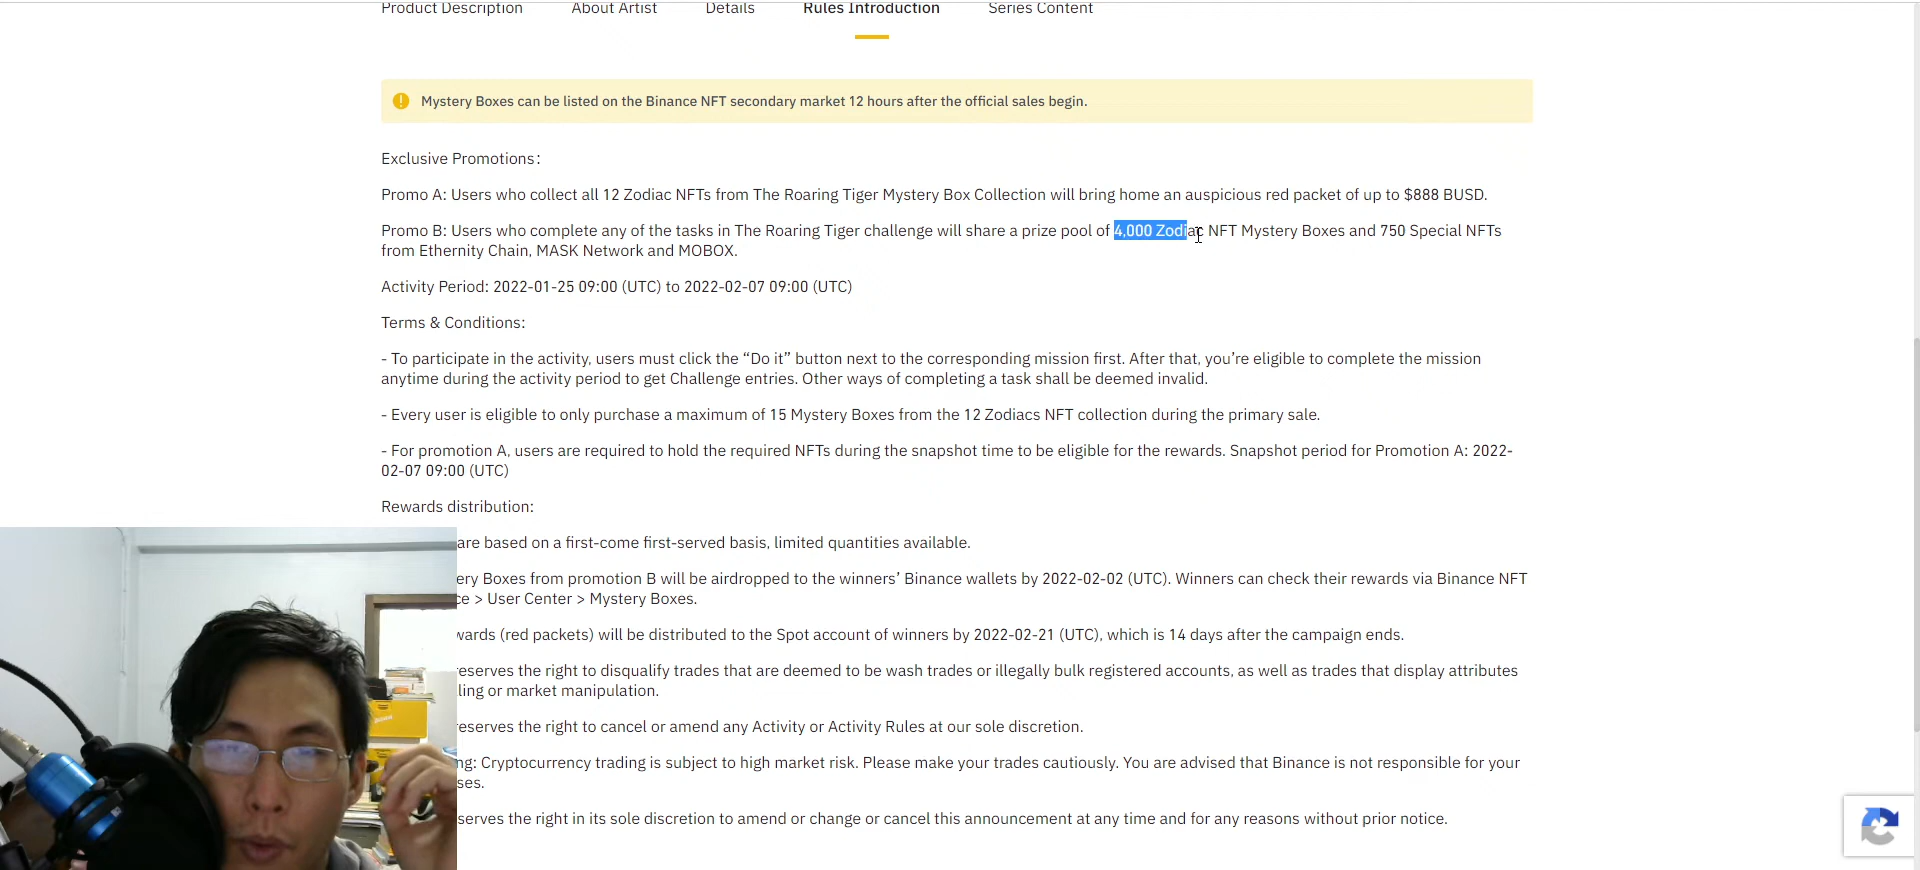 Product Description About Artist Details Rules Introduction Series Content
Mystery Boxes can be listed on the Binance NFT secondary market 12 hours after the official sales begin.
Exclusive Promotions:
Promo A: Users who collect all 12 Zodiac NFTs from The Roaring Tiger Mystery Box Collection will bring home an auspicious red packet of up to $888 BUSD.
Promo B: Users who complete any of the tasks in The Roaring Tiger challenge will share a prize pool of 4,000 Zodiac NFT Mystery Boxes and 750 Special NFTs
from Ethernity Chain, MASK Network and MOBOX.
Activity Period: 2022-01-25 09:00 (UTC) to 2022-02-07 09:00 (UTC)
Terms & Conditions:
- To participate in the activity, users must click the “Do it” button next to the corresponding mission first. After that, you’re eligible to complete the mission
anytime during the activity period to get Challenge entries. Other ways of completing a task shall be deemed invalid.
- Every user is eligible to only purchase a maximum of 15 Mystery Boxes from the 12 Zodiacs NFT collection during the primary sale.
- For promotion A, users are required to hold the required NFTs during the snapshot time to be eligible for the rewards. Snapshot period for Promotion A: 2022-
02-07 09:00 (UTC)
Rewards distribution:
are based on a first-come first-served basis, limited quantities available.
ery Boxes from promotion B will be airdropped to the winners’ Binance wallets by 2022-02-02 (UTC). Winners can check their rewards via Binance NFT
ce > User Center > Mystery Boxes.
wards (red packets) will be distributed to the Spot account of winners by 2022-02-21 (UTC), which is 14 days after the campaign ends.
eserves the right to disqualify trades that are deemed to be wash trades or illegally bulk registered accounts, as well as trades that display attributes
ling or market manipulation.
eserves the right to cancel or amend any Activity or Activity Rules at our sole discretion.
ng: Cryptocurrency trading is subject to high market risk. Please make your trades cautiously. You are advised that Binance is not responsible for your
ses.
serves the right in its sole discretion to amend or change or cancel this announcement at any time and for any reasons without prior notice.